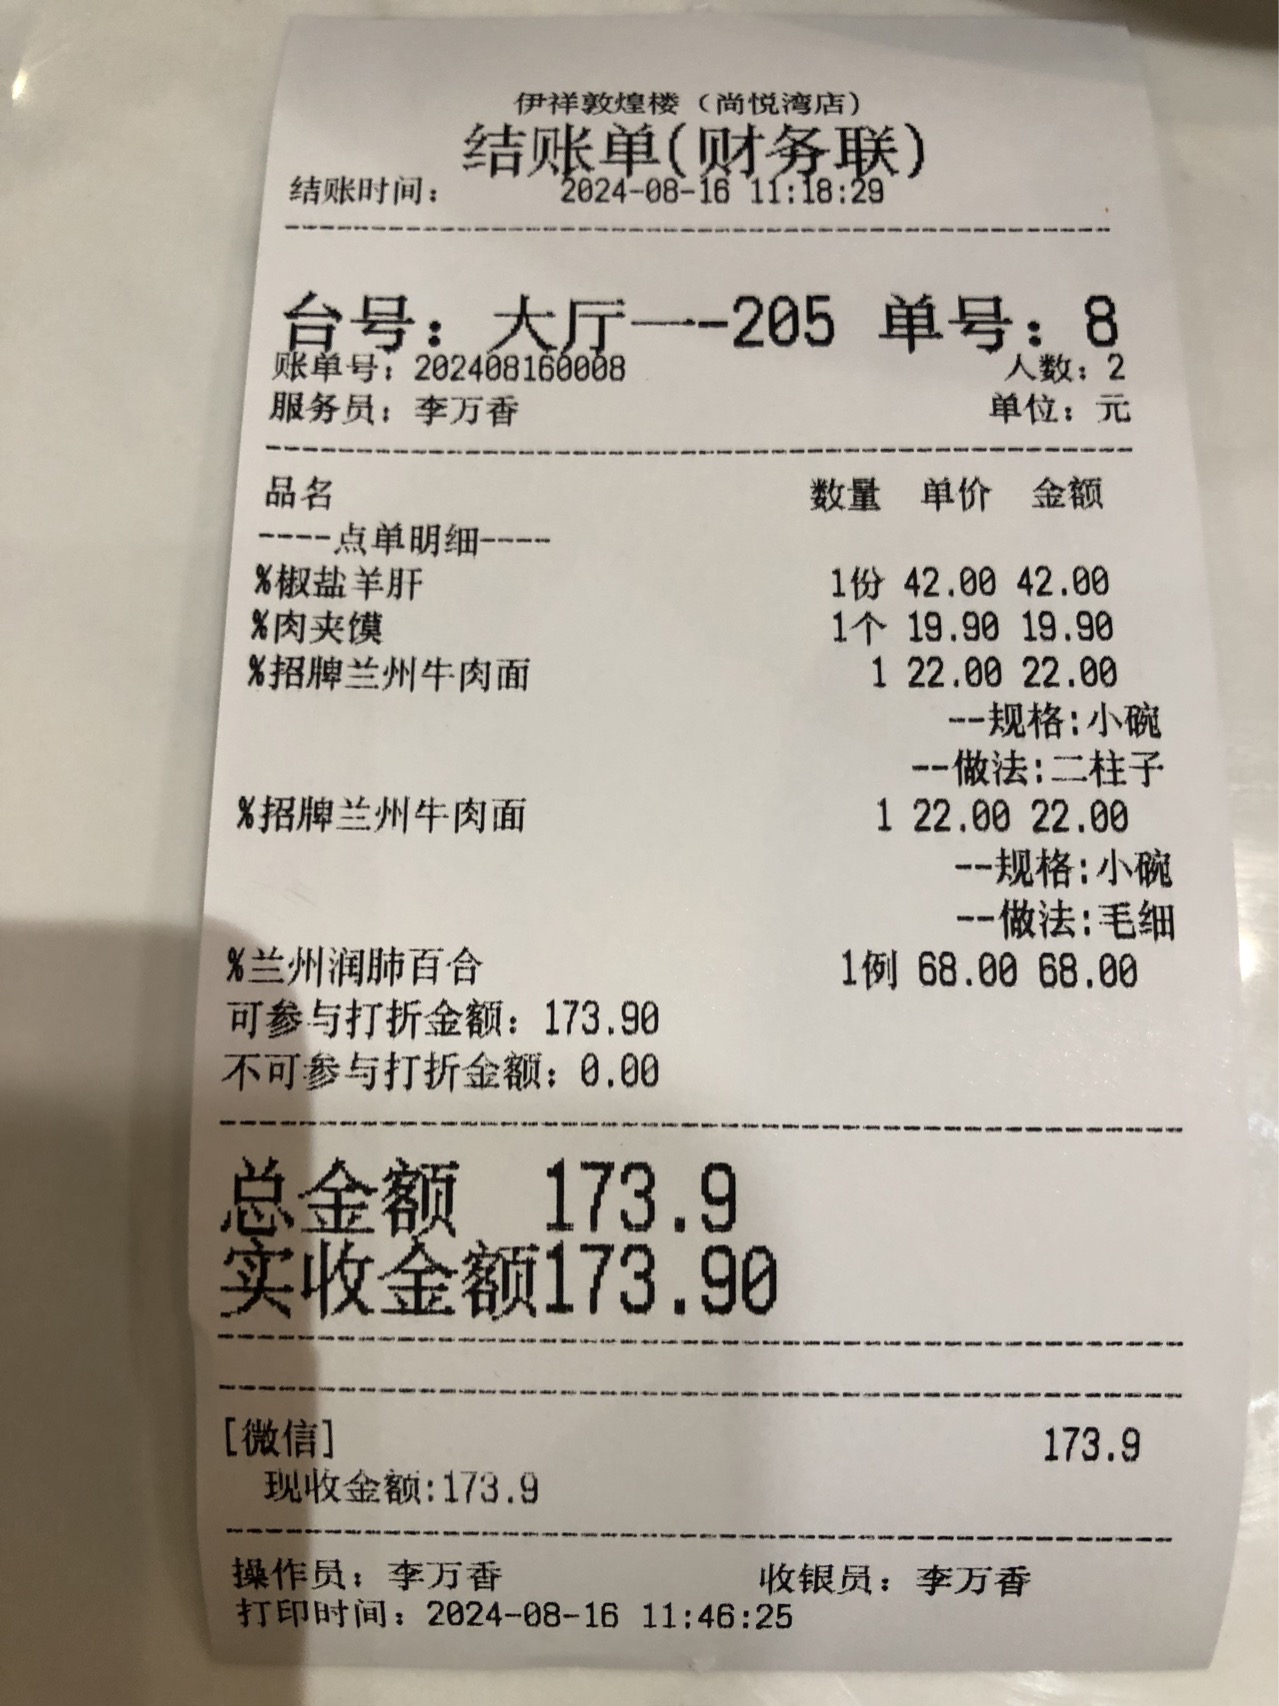 伊祥敦煌楼（尚悦湾店）
结账单(财务联)
结账时间： 2024-08-16 11:18:29
台号：大厅一-205 单号：8
账单号：202408160008 人数：2
服务员：李万香 单位：元
品名 数量 单价 金额
----点单明细----
%椒盐羊肝 1份 42.00 42.00
%肉夹馍 1个 19.90 19.90
%招牌兰州牛肉面 1 22.00 22.00
--规格:小碗
--做法:二柱子
%招牌兰州牛肉面 1 22.00 22.00
--规格:小碗
--做法:毛细
%兰州润肺百合 1例 68.00 68.00
可参与打折金额：173.90
不可参与打折金额：0.00
总金额 173.9
实收金额173.90
[微信] 173.9
现收金额:173.9
操作员：李万香 收银员：李万香
打印时间：2024-08-16 11:46:25